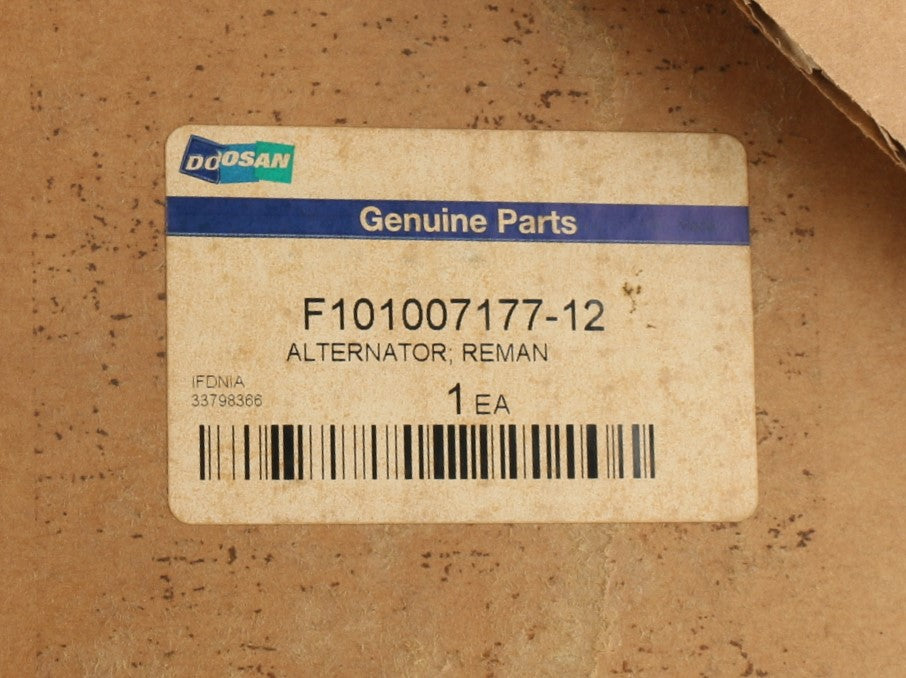 DOOSAN
Genuine Parts
F101007177-12
ALTERNATOR; REMAN
IFDNIA
33798366
1 EA